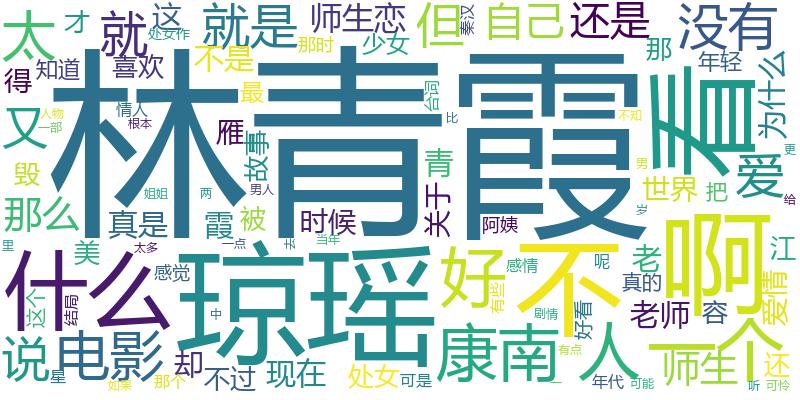 太 才 这 就是 师生恋 但 自己 还是 没有
处女作 那时 少女 秦汉
就 知道 喜欢 不是 最 台词 那 年轻
得 情人 人物 一部 根本 雁 故事 比 不知 为什么
林青霞 看
又 毁 姐姐 两 男人 青 关于 男 更 世界 把 爱 给
那么 真是 霞 被 时候 阿姨 岁
里 美 太多 一点 去 当年 感情 呢 老 江
什么 感觉 琼瑶 好 不 啊
这个 结局 中 有些 剧情 好看 真的 老师 容 爱情
说 电影 却 现在 康南 人 师生 一个 还
星 如果 那个 不过 处女 可是 有点 一 年代 可能 听 可怜